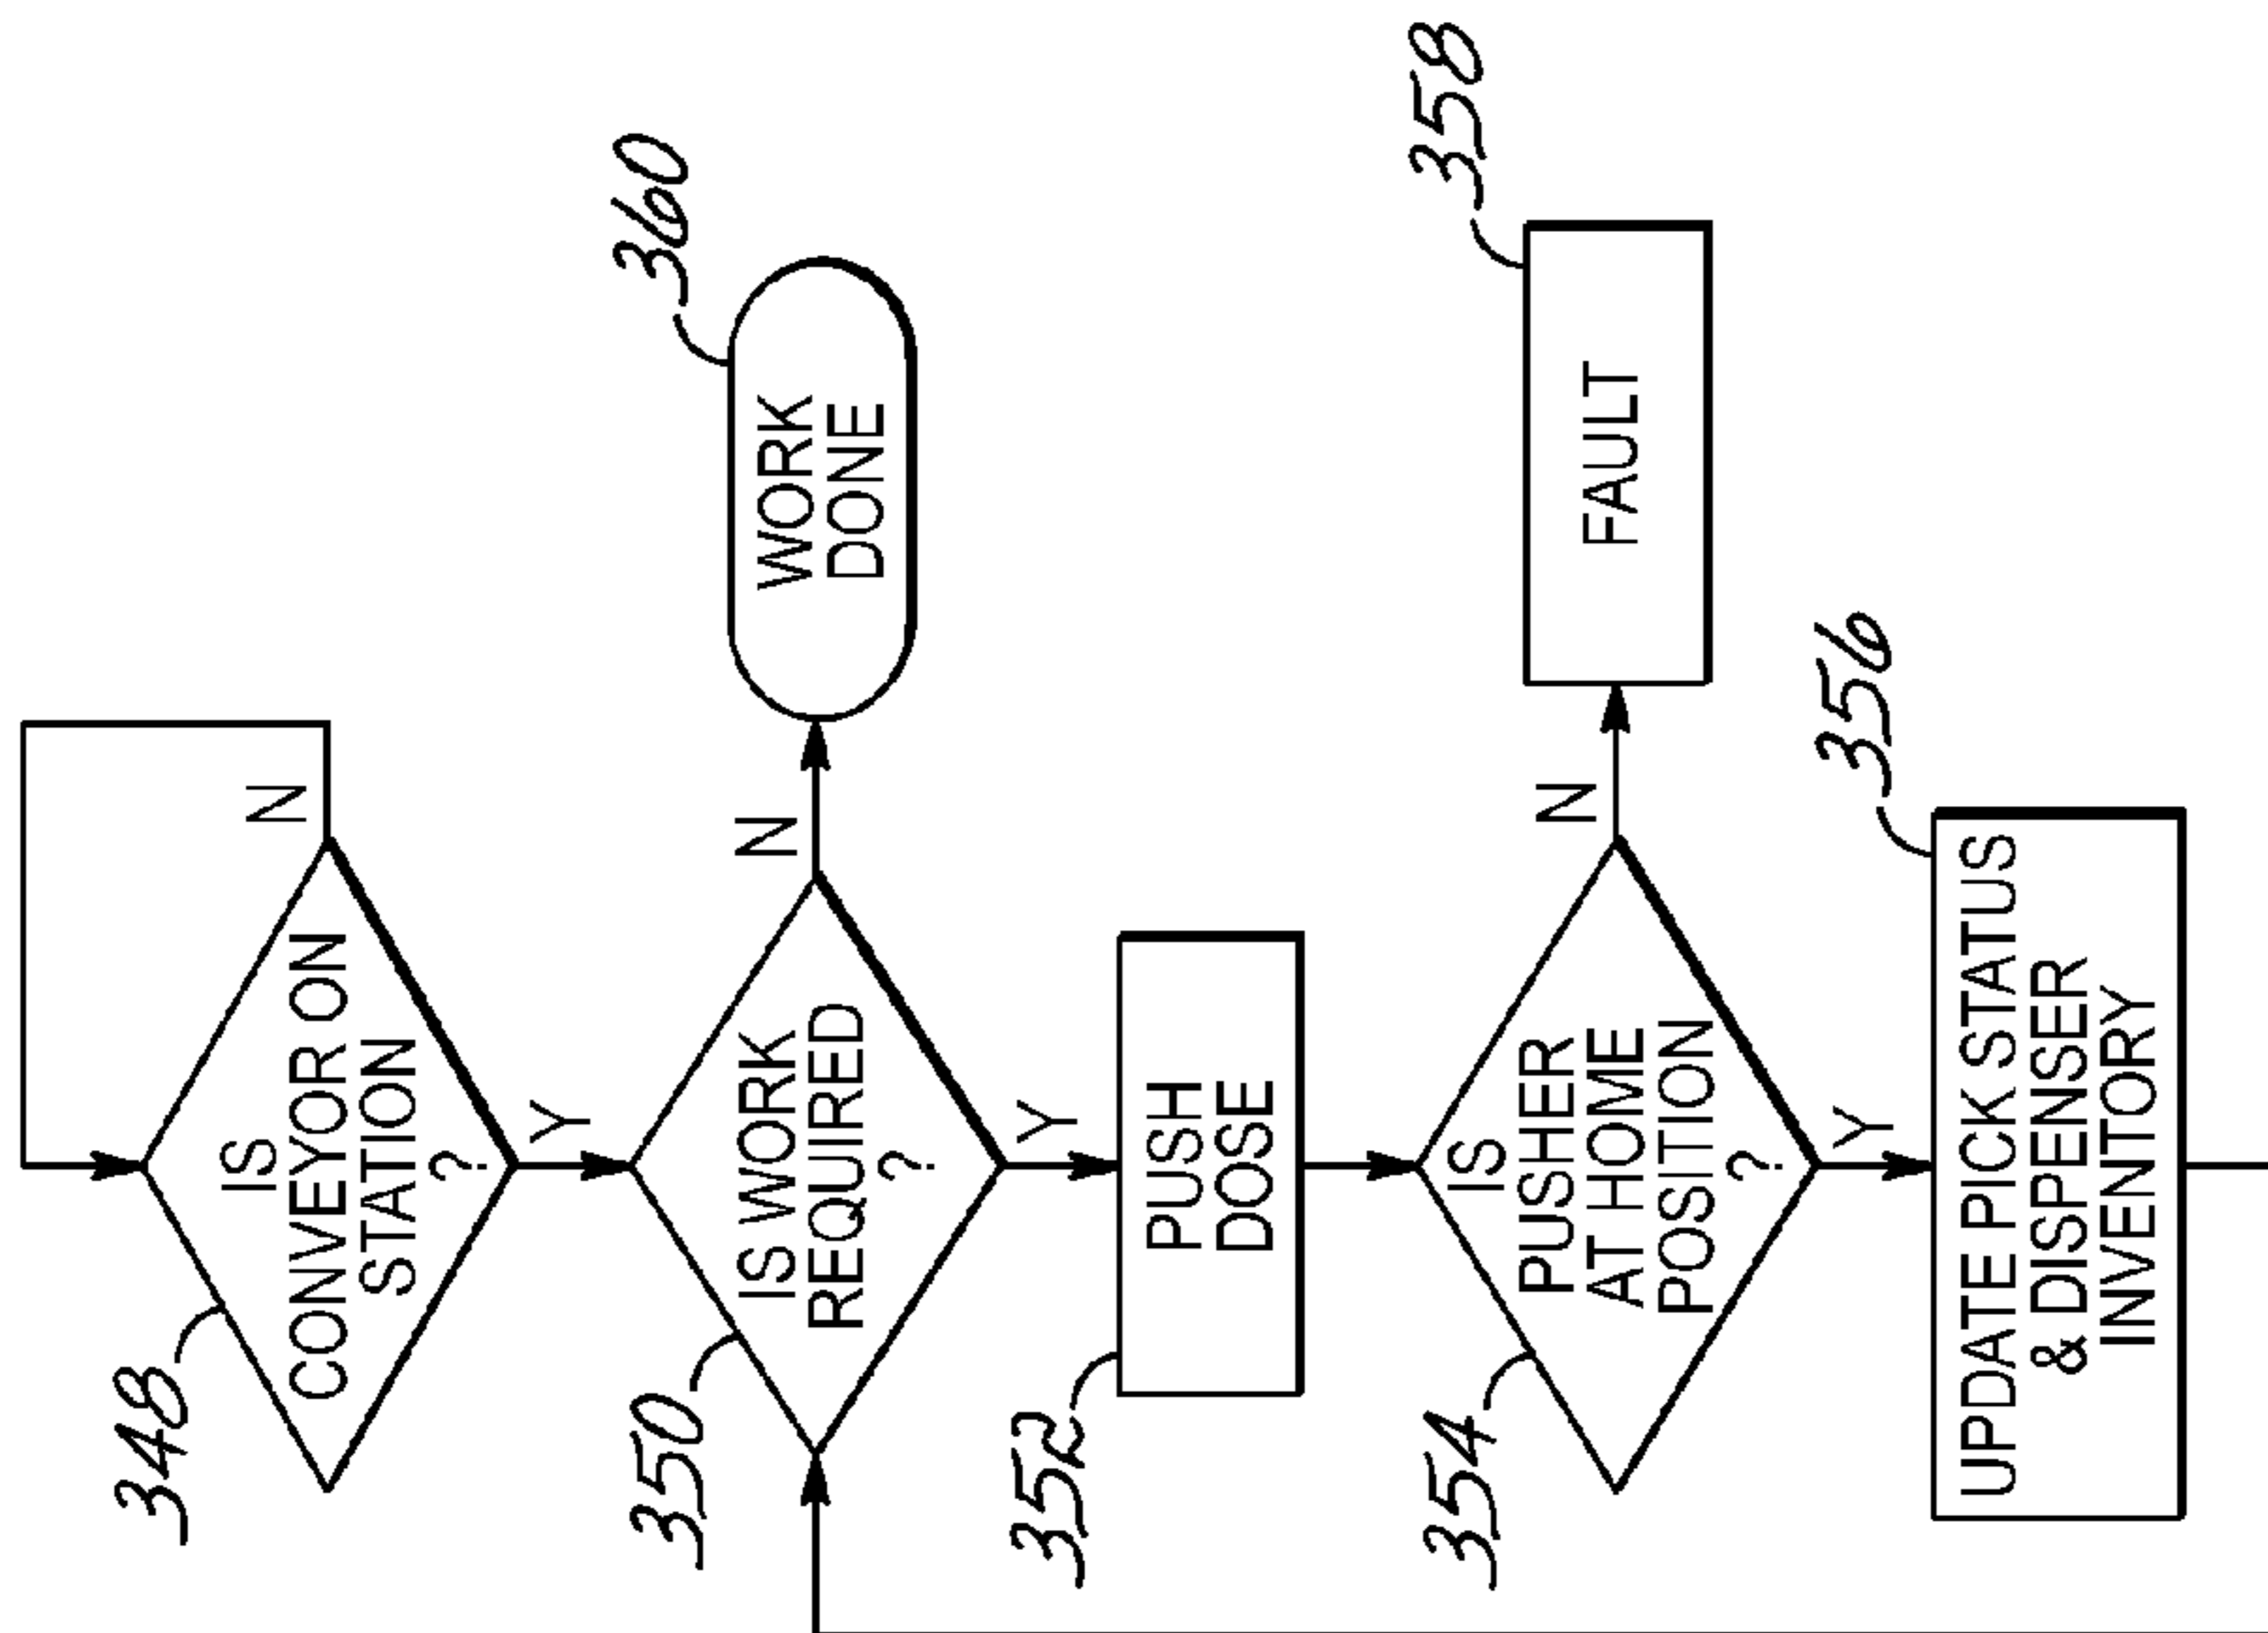 348
IS
CONVEYOR ON
STATION
?
N
Y
350
IS WORK
REQUIRED
?
N
360
WORK
DONE
Y
352
PUSH
DOSE
354
IS
PUSHER
AT HOME
POSITION
?
N
358
FAULT
Y
356
UPDATE PICK STATUS
& DISPENSER
INVENTORY